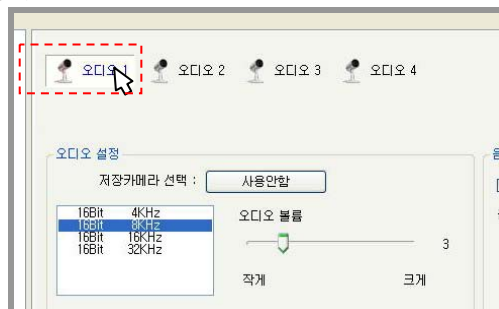 오디오 1 오디오 2 오디오 3 오디오 4
오디오 설정
저장카메라 선택 : 사용안함
16Bit 4KHz
16Bit 8KHz
16Bit 16KHz
16Bit 32KHz
오디오 볼륨
3
작게 크게